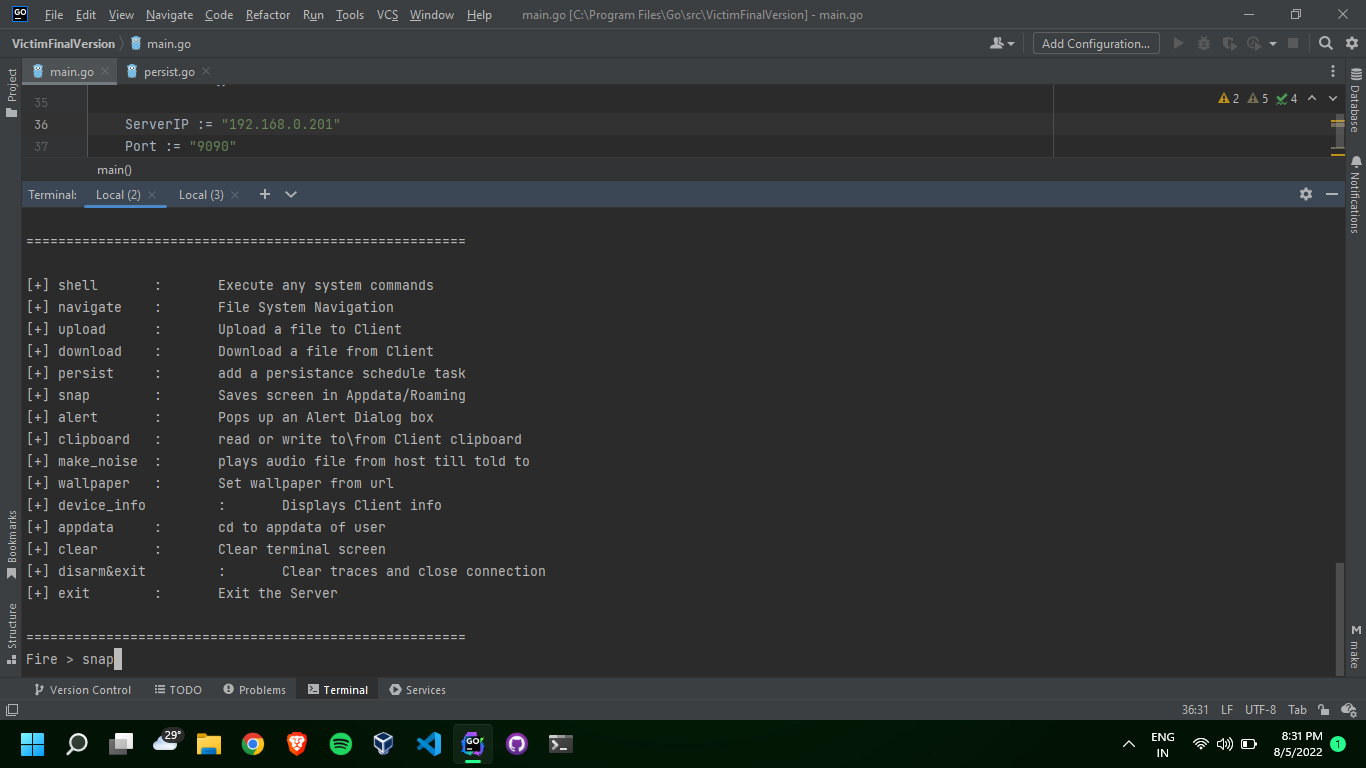 File Edit View Navigate Code Refactor Run Tools VCS Window Help main.go [C:\Program Files\Go\src\VictimFinalVersion] - main.go
VictimFinalVersion main.go Add Configuration...
Project
main.go persist.go
35 2 5 4
36 ServerIP := "192.168.0.201"
37 Port := "9090"
main()
Database
Notifications
Terminal: Local (2) Local (3)
=======================================================
[+] shell : Execute any system commands
[+] navigate : File System Navigation
[+] upload : Upload a file to Client
[+] download : Download a file from Client
[+] persist : add a persistance schedule task
[+] snap : Saves screen in Appdata/Roaming
[+] alert : Pops up an Alert Dialog box
[+] clipboard : read or write to\from Client clipboard
[+] make_noise : plays audio file from host till told to
[+] wallpaper : Set wallpaper from url
[+] device_info : Displays Client info
[+] appdata : cd to appdata of user
[+] clear : Clear terminal screen
[+] disarm&exit : Clear traces and close connection
[+] exit : Exit the Server
=======================================================
Fire > snap
Bookmarks
Structure
M make
Version Control TODO Problems Terminal Services
36:31 LF UTF-8 Tab
29° GO ENG 8:31 PM
IN 8/5/2022 1